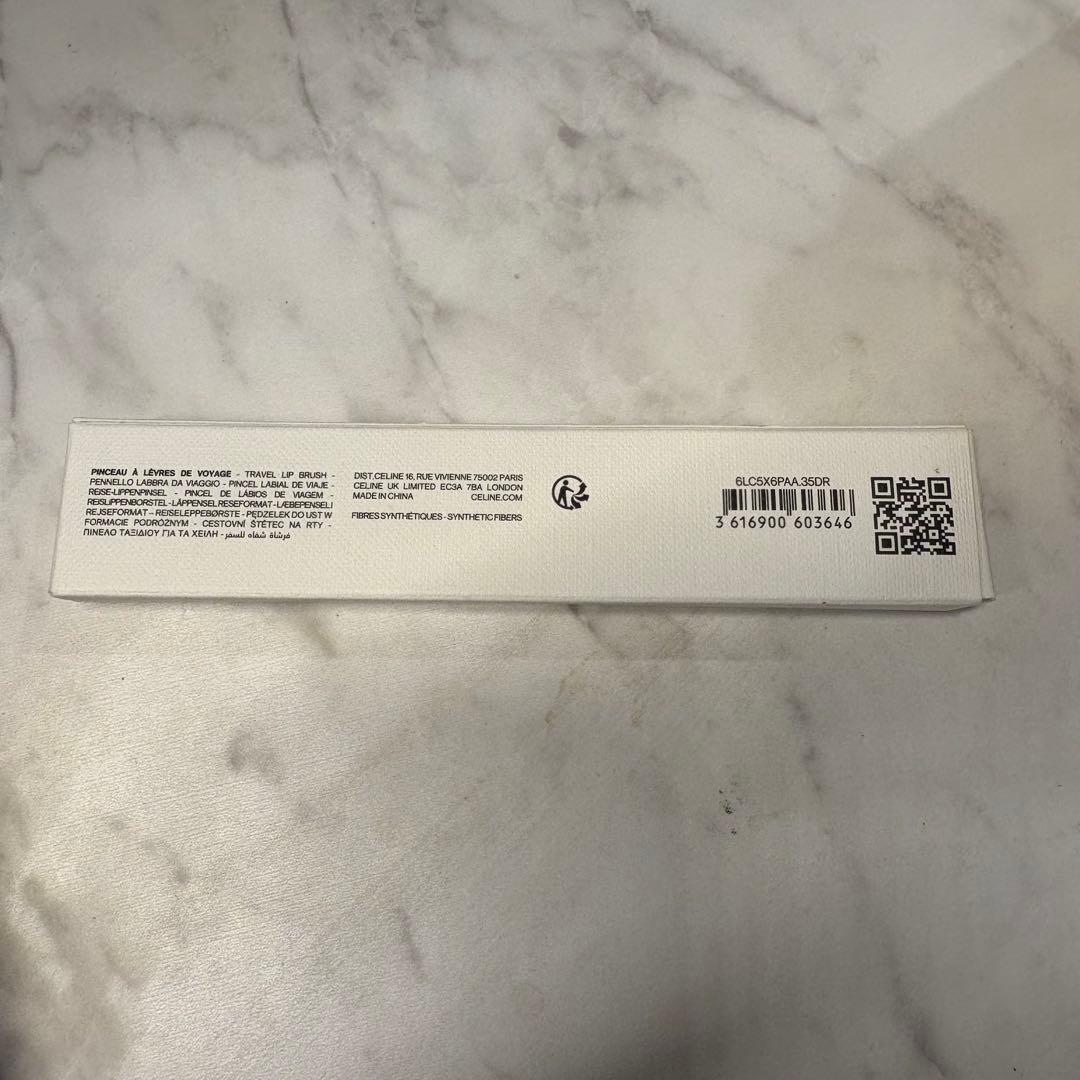 PINCEAU À LÈVRES DE VOYAGE - TRAVEL LIP BRUSH -
PENNELLO LABBRA DA VIAGGIO - PINCEL LABIAL DE VIAJE -
REISE-LIPPENPINSEL - PINCEL DE LÁBIOS DE VIAGEM -
REISLIPPENBORSTEL - LÄPPENSEL RESEFORMAT - LÆBEPENSEL I
REJSEFORMAT - REISELEPPEBØRSTE - PĘDZELEK DO UST W
FORMACIE PODRÓZNYM - CESTOVNÍ ŠTĚTEC NA RTY -
ΠΙΝΕΛΟ ΤΑΞΙΔΙΟΥ ΓΙΑ ΤΑ ΧΕΙΛΗ - فرشاة شفاه للسفر
DIST.CELINE 16, RUE VIVIENNE 75002 PARIS
CELINE UK LIMITED EC3A 7BA LONDON
MADE IN CHINA CELINE.COM
FIBRES SYNTHÉTIQUES - SYNTHETIC FIBERS
6LC5X6PAA.35DR
3 616900 603646